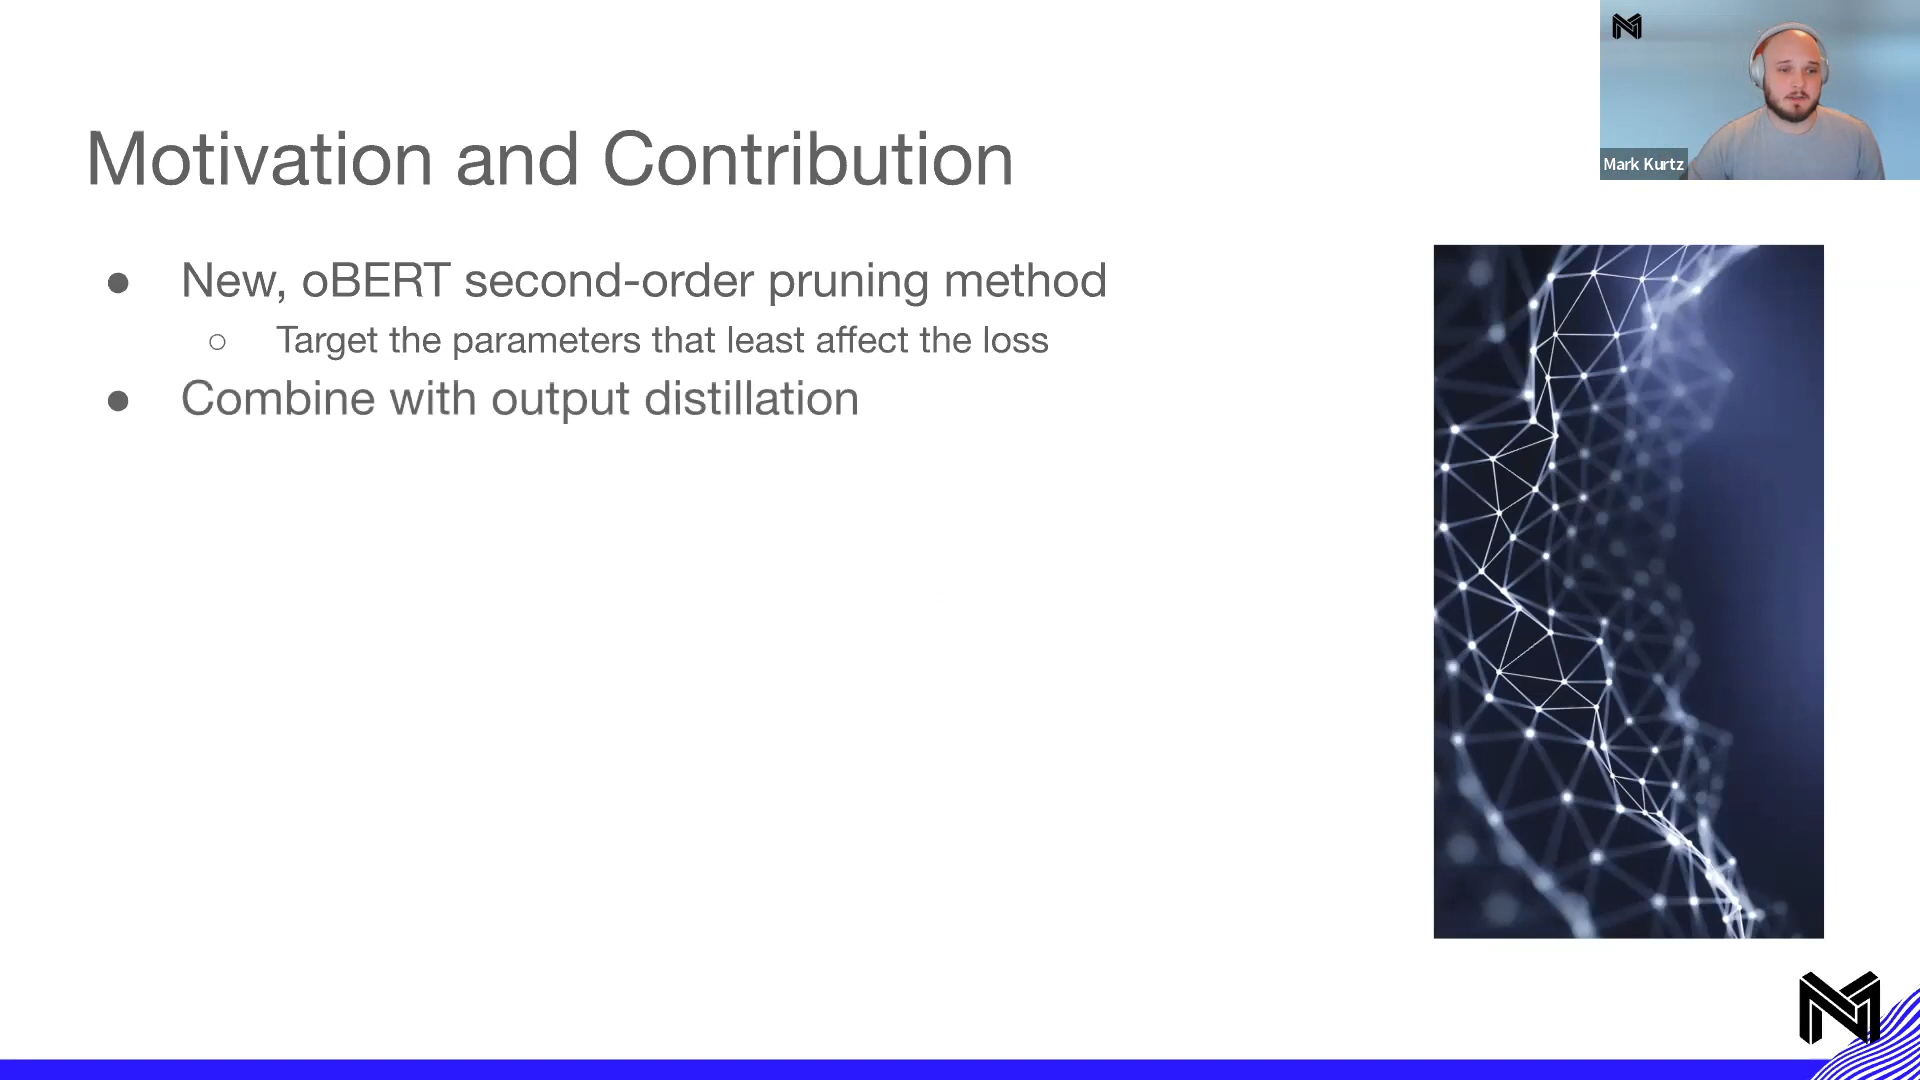 Motivation and Contribution
Mark Kurtz
● New, oBERT second-order pruning method
○ Target the parameters that least affect the loss
● Combine with output distillation